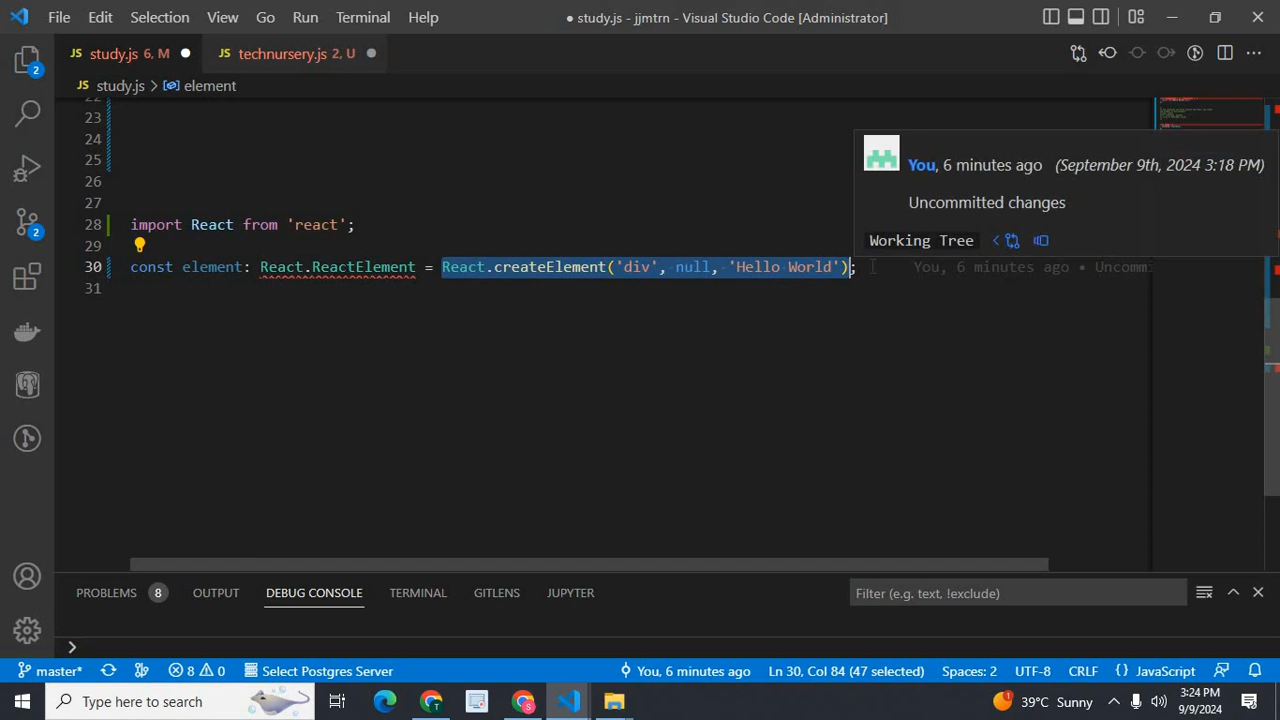 File Edit Selection View Go Run Terminal Help
● study.js - jjmtrn - Visual Studio Code [Administrator]
JS study.js 6, M ●
JS technursery.js 2, U ●
JS study.js > element
22
23
24
25
26
27
28 import React from 'react';
29
30 const element: React.ReactElement = React.createElement('div', null, 'Hello World'); You, 6 minutes ago • Uncommi
31
You, 6 minutes ago (September 9th, 2024 3:18 PM)
Uncommitted changes
Working Tree
2
2
PROBLEMS 8 OUTPUT DEBUG CONSOLE TERMINAL GITLENS JUPYTER
Filter (e.g. text, !exclude)
>
master* 8 0 Select Postgres Server You, 6 minutes ago Ln 30, Col 84 (47 selected) Spaces: 2 UTF-8 CRLF {} JavaScript
Type here to search
1 39°C Sunny
3:24 PM
9/9/2024